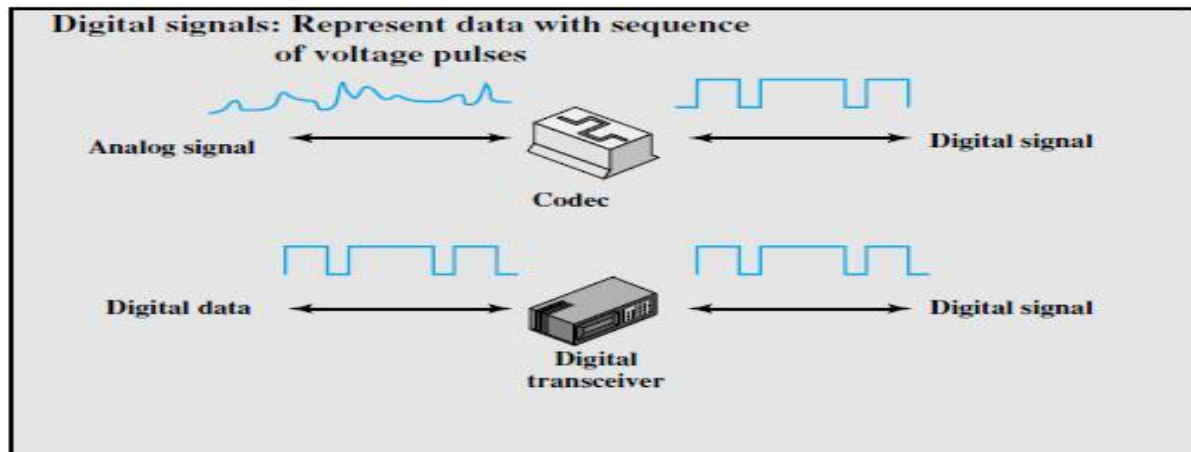 Digital signals: Represent data with sequence
of voltage pulses
Analog signal
Digital signal
Codec
Digital data
Digital signal
Digital
transceiver